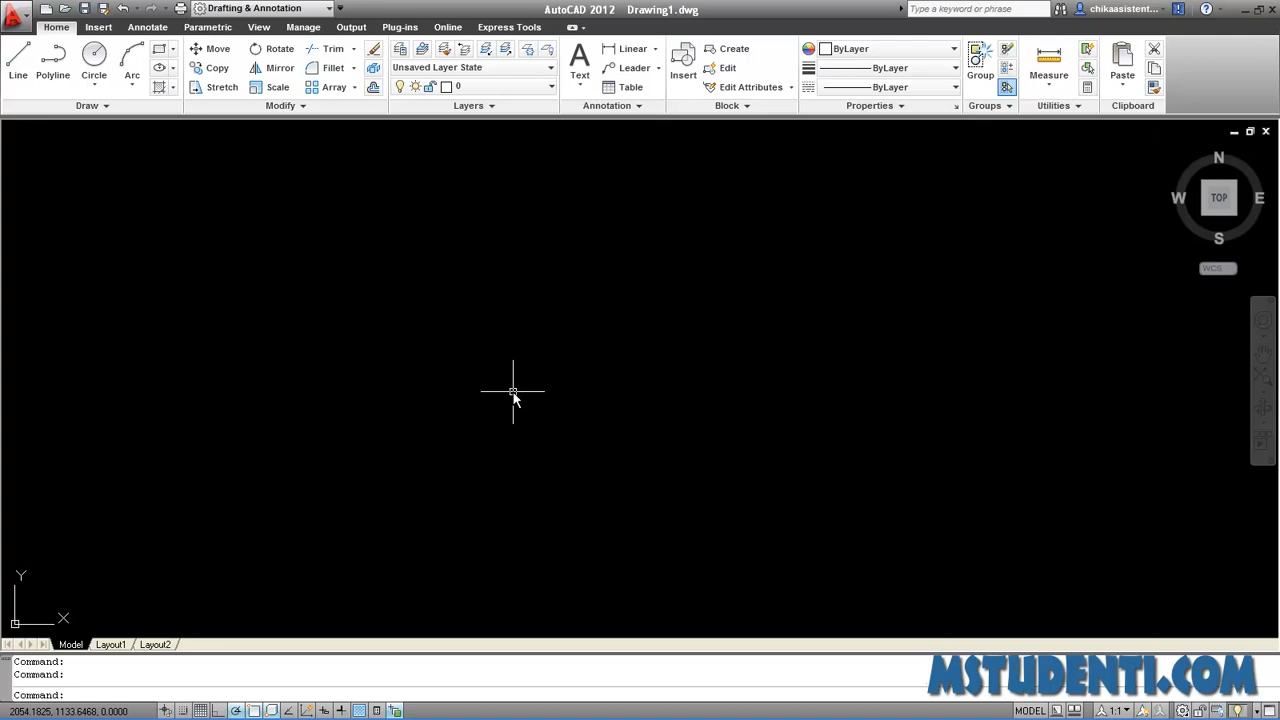 Drafting & Annotation
AutoCAD 2012 Drawing1.dwg
Type a keyword or phrase
chikaasistent...
Home Insert Annotate Parametric View Manage Output Plug-ins Online Express Tools
Line Polyline Circle Arc
Move Rotate Trim
Copy Mirror Fillet
Stretch Scale Array
Unsaved Layer State
0
Text
Linear
Leader
Table
Insert
Create
Edit
Edit Attributes
ByLayer
ByLayer
ByLayer
Group
Measure
Paste
Draw Modify Layers Annotation Block Properties Groups Utilities Clipboard
N
W TOP E
S
WCS
Y
X
Model Layout1 Layout2
Command:
Command:
Command:
MSTUDENTI.COM
2054.1825, 1133.6468, 0.0000
MODEL
1:1